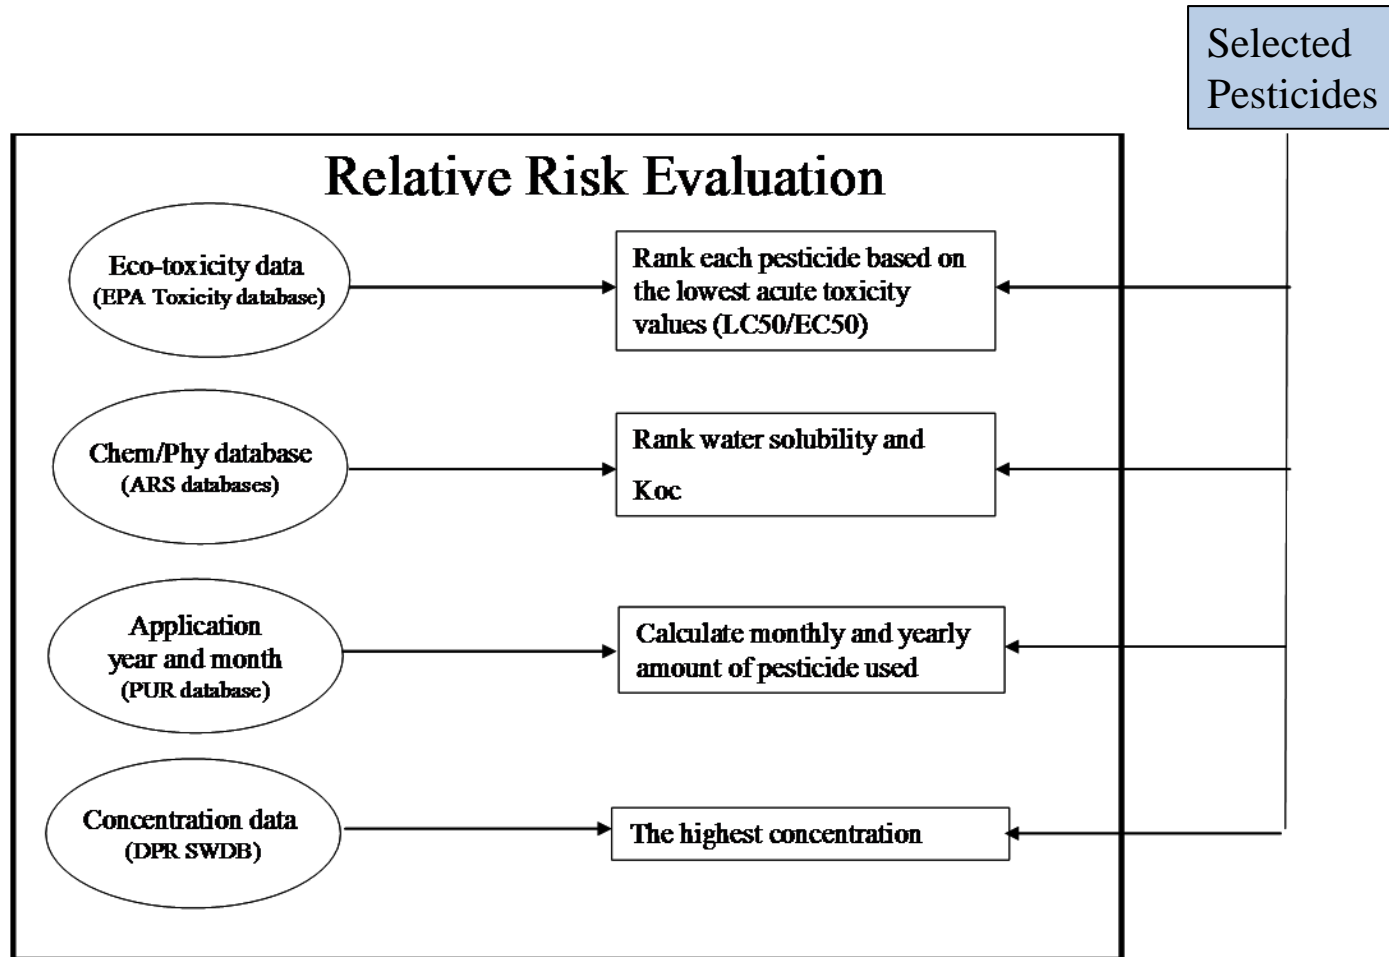 Selected
Pesticides
Relative Risk Evaluation
Eco-toxicity data
(EPA Toxicity database)
Rank each pesticide based on
the lowest acute toxicity
values (LC50/EC50)
Chem/Phy database
(ARS databases)
Rank water solubility and
Koc
Application
year and month
(PUR database)
Calculate monthly and yearly
amount of pesticide used
Concentration data
(DPR SWDB)
The highest concentration